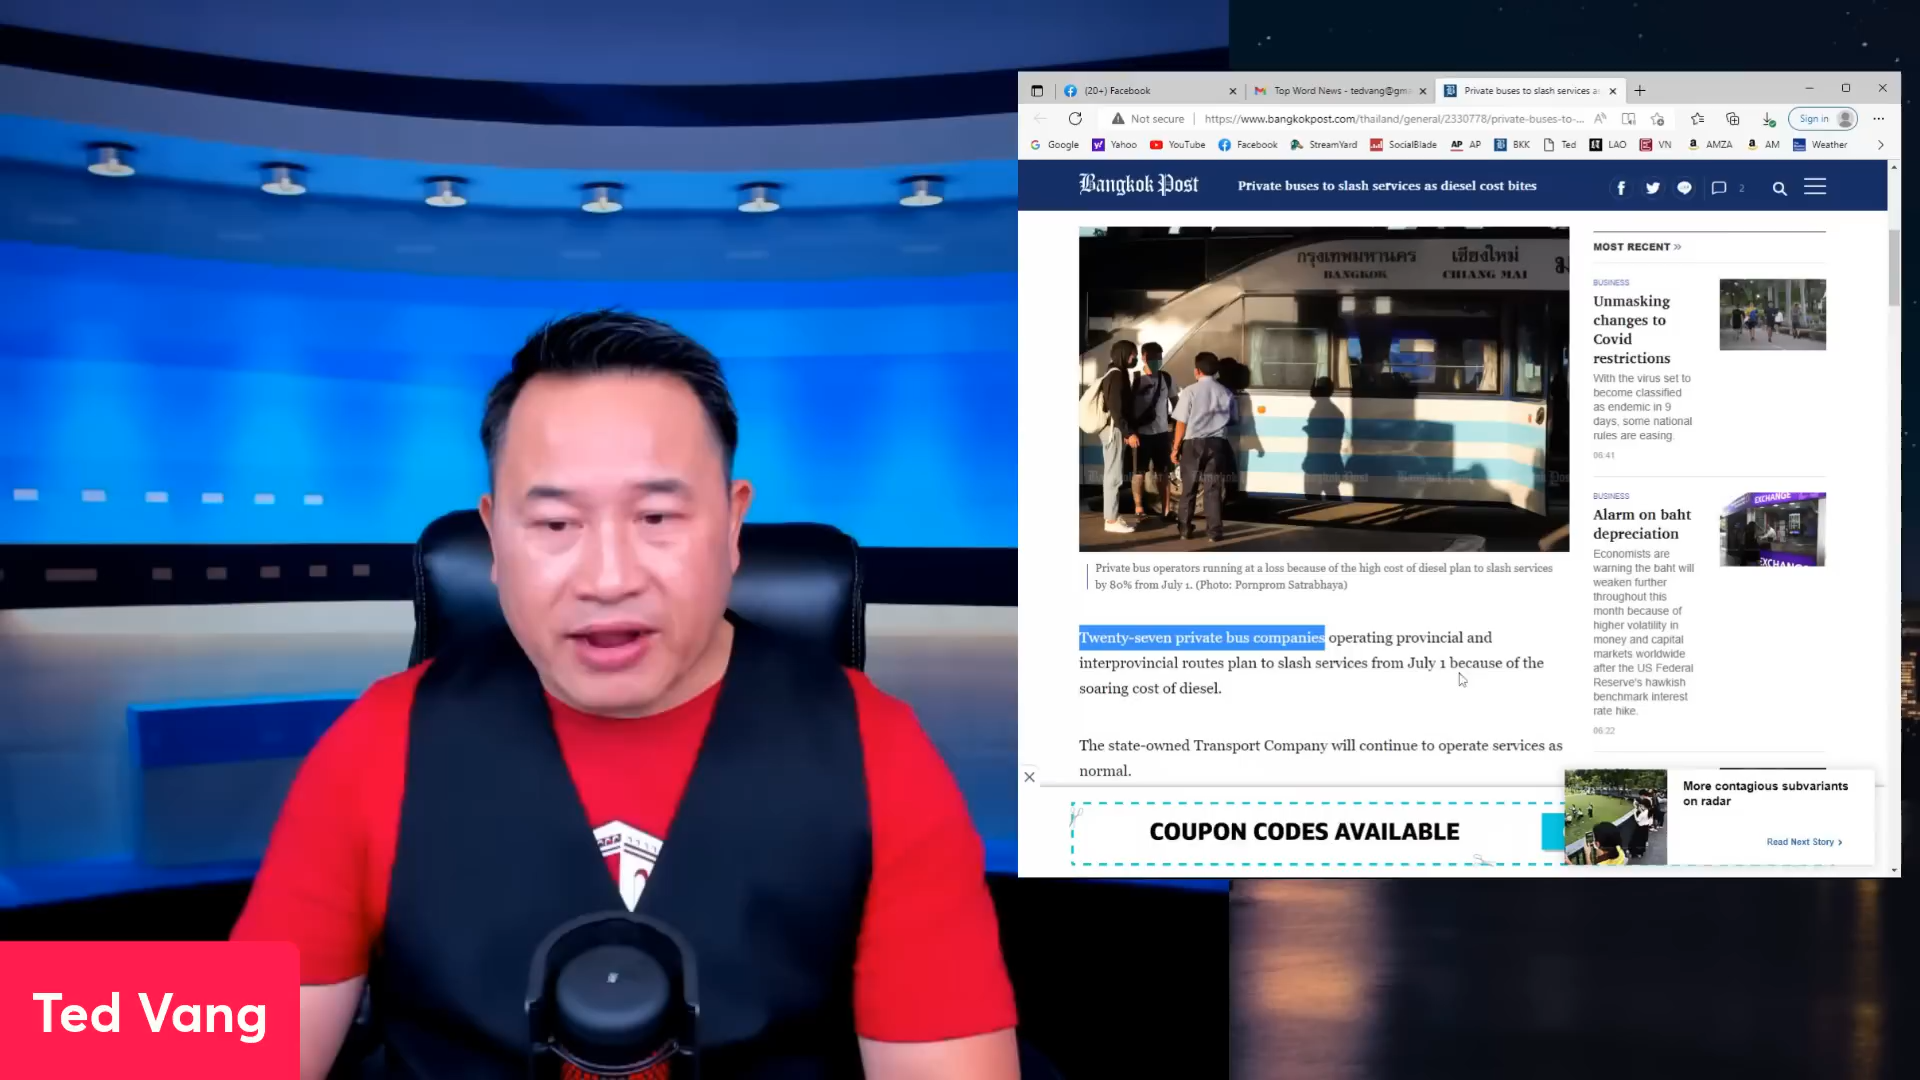 (20+) Facebook
Top Word News - tedvang@gm
Private buses to slash services a
Not secure
https://www.bangkokpost.com/thailand/general/2330778/private-buses-to-...
Sign in
Google
Yahoo
YouTube
Facebook
StreamYard
SocialBlade
AP AP
BKK
Ted
LAO
VN
AMZA
AM
Weather
Bangkok Post
Private buses to slash services as diesel cost bites
2
กรุงเทพมหานคร
BANGKOK
เชียงใหม่
CHIANG MAI
Bangkok Post
Private bus operators running at a loss because of the high cost of diesel plan to slash services
by 80% from July 1. (Photo: Pornprom Satrabhaya)
Twenty-seven private bus companies operating provincial and
interprovincial routes plan to slash services from July 1 because of the
soaring cost of diesel.
The state-owned Transport Company will continue to operate services as
normal.
MOST RECENT »
BUSINESS
Unmasking
changes to
Covid
restrictions
With the virus set to
become classified
as endemic in 9
days, some national
rules are easing.
06:41
BUSINESS
Alarm on baht
depreciation
Economists are
warning the baht will
weaken further
throughout this
month because of
higher volatility in
money and capital
markets worldwide
after the US Federal
Reserve's hawkish
benchmark interest
rate hike.
06:22
EXCHANGE
EXCHANGE
COUPON CODES AVAILABLE
More contagious subvariants
on radar
Read Next Story >
Ted Vang